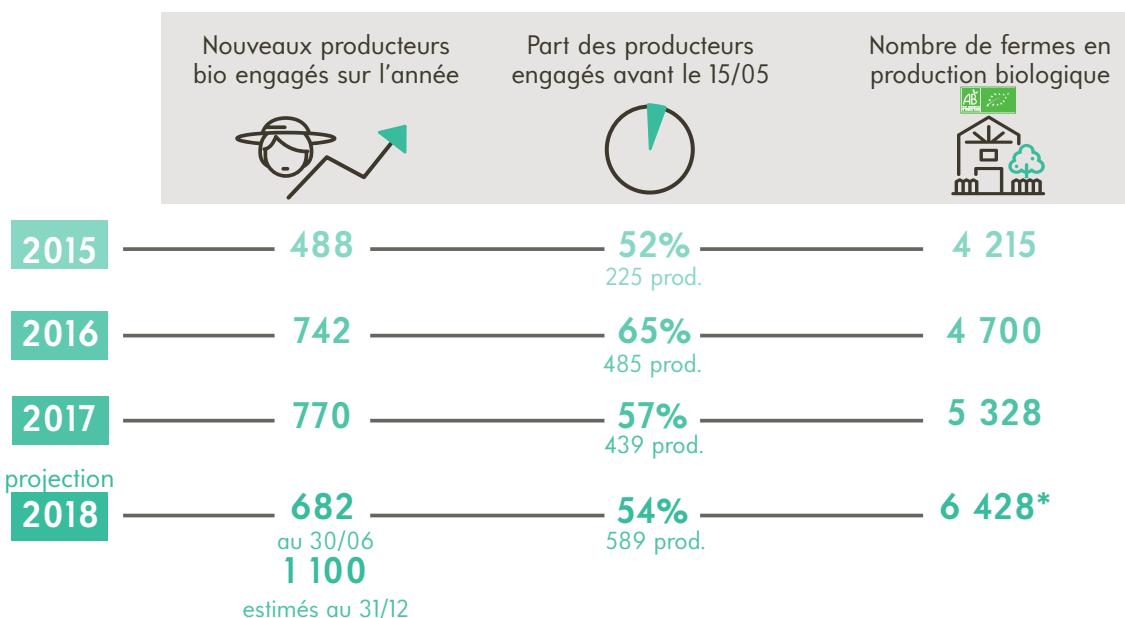 Nouveaux producteurs
bio engagés sur l'année
Part des producteurs
engagés avant le 15/05
Nombre de fermes en
production biologique
AB
2015
488
52%
225 prod.
4 215
2016
742
65%
485 prod.
4 700
2017
770
57%
439 prod.
5 328
projection
2018
682
au 30/06
1 100
estimés au 31/12
54%
589 prod.
6 428*